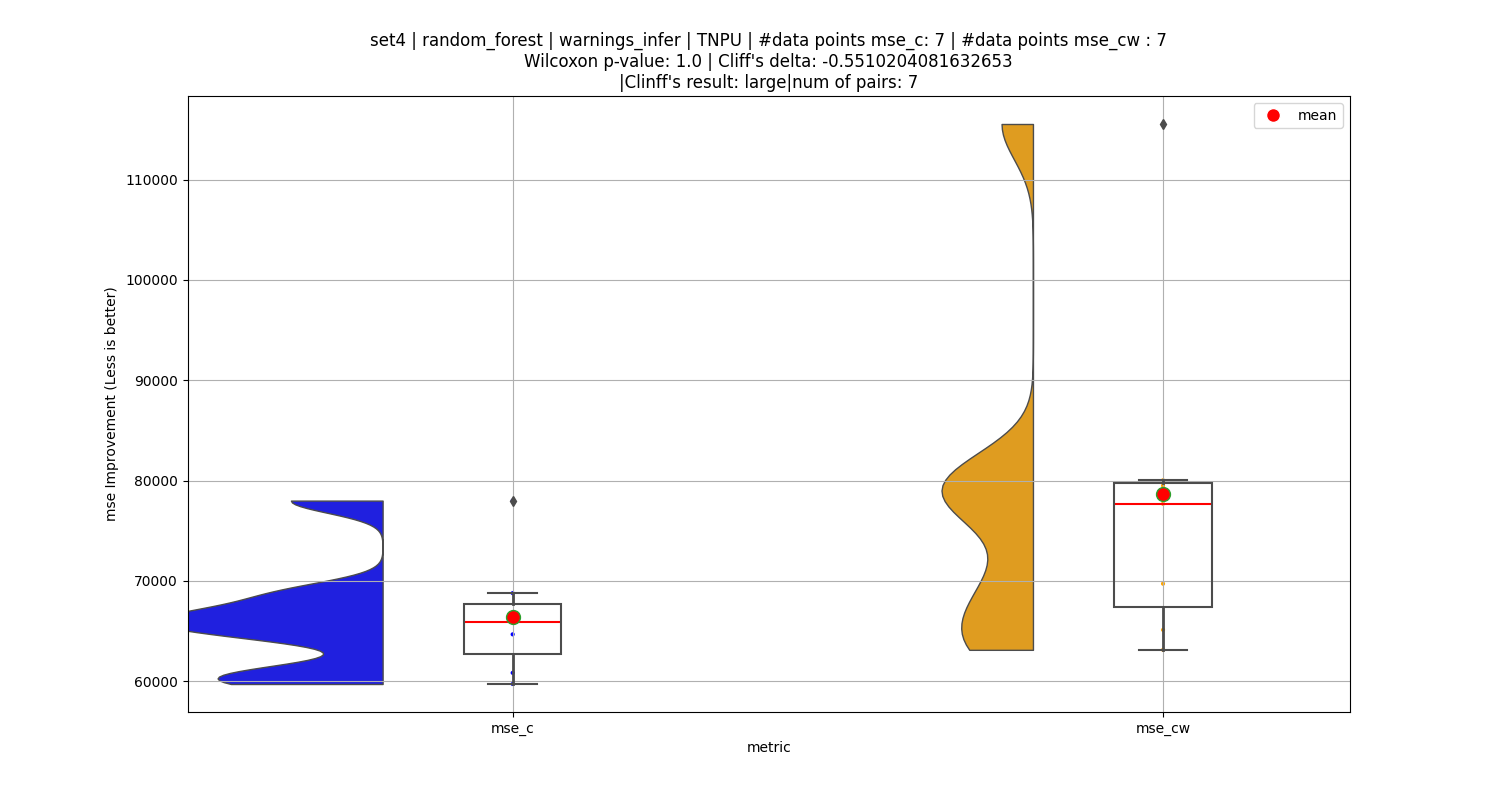 set4 | random_forest | warnings_infer | TNPU | #data points mse_c: 7 | #data points mse_cw : 7
Wilcoxon p-value: 1.0 | Cliff's delta: -0.5510204081632653
|Clinff's result: large|num of pairs: 7
mean
mse Improvement (Less is better)
110000
100000
90000
80000
70000
60000
mse_c
mse_cw
metric